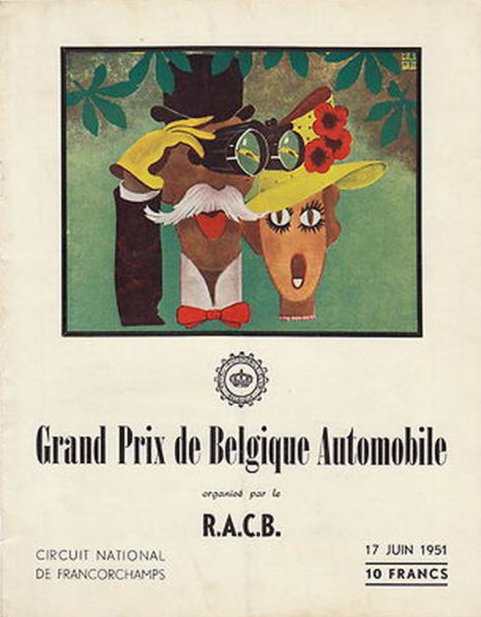 Grand Prix de Belgique Automobile
organisé par le
R.A.C.B.
CIRCUIT NATIONAL
DE FRANCORCHAMPS
17 JUIN 1951
10 FRANCS